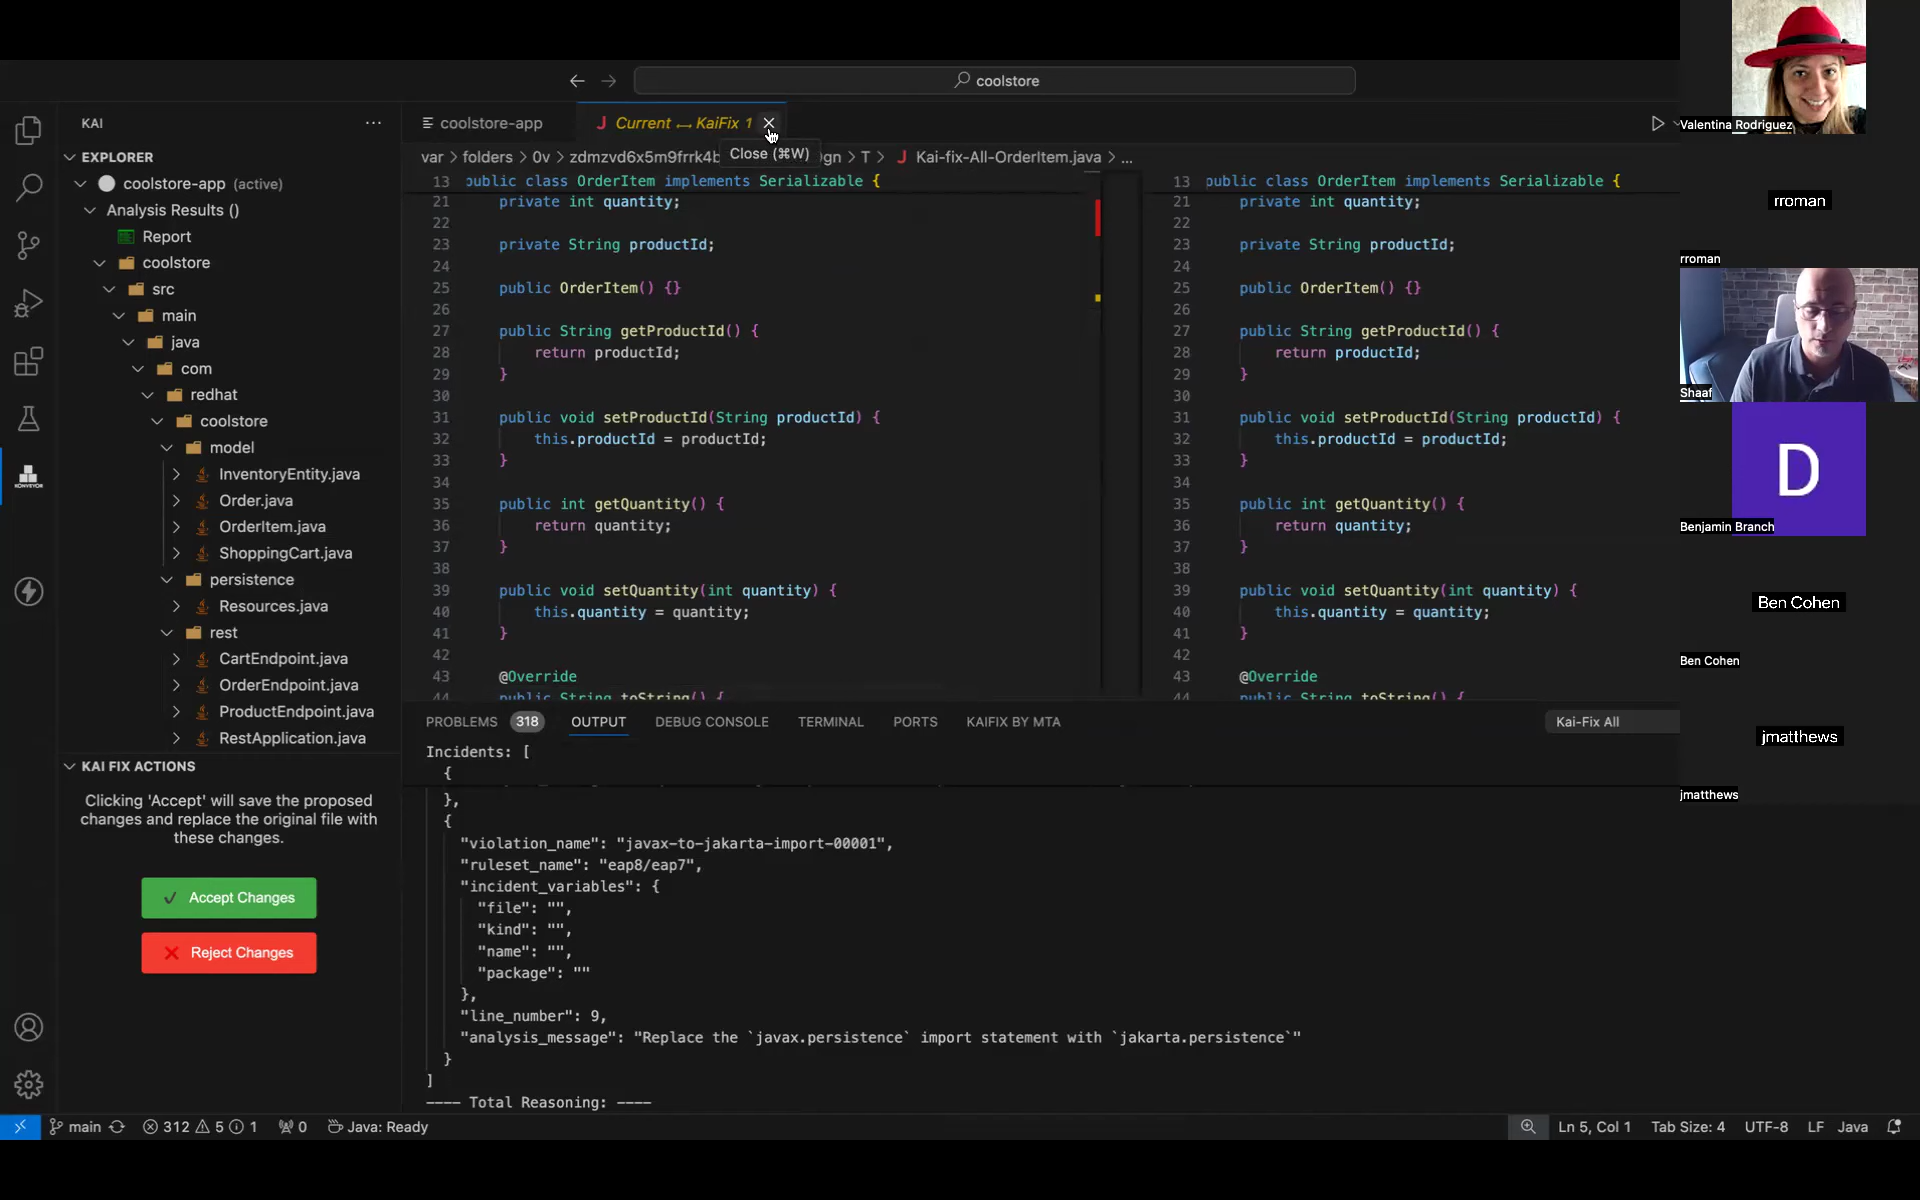 coolstore
KAI
EXPLORER
coolstore-app (active)
Analysis Results ()
Report
coolstore
src
main
java
com
redhat
coolstore
model
InventoryEntity.java
Order.java
OrderItem.java
ShoppingCart.java
persistence
Resources.java
rest
CartEndpoint.java
OrderEndpoint.java
ProductEndpoint.java
RestApplication.java
KAI FIX ACTIONS
Clicking 'Accept' will save the proposed
changes and replace the original file with
these changes.
Accept Changes
Reject Changes
KONVEYOR
coolstore-app
J Current ↔ KaiFix 1
Close (⌘W)
var > folders > 0v > zdmzvd6x5m9frrk4b gn > T > J Kai-fix-All-OrderItem.java > ...
13 public class OrderItem implements Serializable {
21 private int quantity;
22
23 private String productId;
24
25 public OrderItem() {}
26
27 public String getProductId() {
28 return productId;
29 }
30
31 public void setProductId(String productId) {
32 this.productId = productId;
33 }
34
35 public int getQuantity() {
36 return quantity;
37 }
38
39 public void setQuantity(int quantity) {
40 this.quantity = quantity;
41 }
42
43 @Override
44 public String toString() {
13 public class OrderItem implements Serializable {
21 private int quantity;
22
23 private String productId;
24
25 public OrderItem() {}
26
27 public String getProductId() {
28 return productId;
29 }
30
31 public void setProductId(String productId) {
32 this.productId = productId;
33 }
34
35 public int getQuantity() {
36 return quantity;
37 }
38
39 public void setQuantity(int quantity) {
40 this.quantity = quantity;
41 }
42
43 @Override
44 public String toString() {
PROBLEMS 318 OUTPUT DEBUG CONSOLE TERMINAL PORTS KAIFIX BY MTA
Kai-Fix All
Incidents: [
{
},
{
"violation_name": "javax-to-jakarta-import-00001",
"ruleset_name": "eap8/eap7",
"incident_variables": {
"file": "",
"kind": "",
"name": "",
"package": ""
},
"line_number": 9,
"analysis_message": "Replace the `javax.persistence` import statement with `jakarta.persistence`"
}
]
---- Total Reasoning: ----
main 312 5 1 0 Java: Ready
Ln 5, Col 1 Tab Size: 4 UTF-8 LF Java
Valentina Rodriguez
rroman
rroman
Shaaf
D
Benjamin Branch
Ben Cohen
Ben Cohen
jmatthews
jmatthews